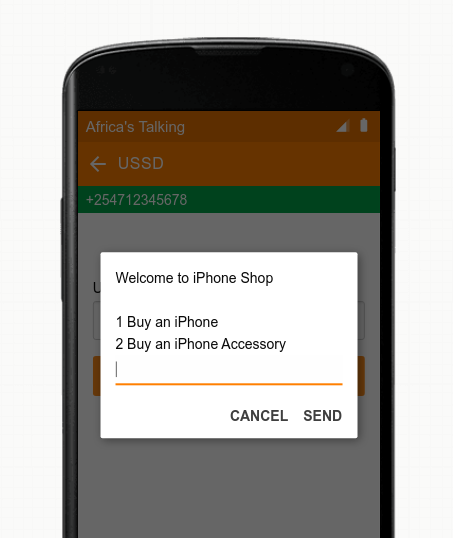 Africa's Talking
USSD
+254712345678
Welcome to iPhone Shop
1 Buy an iPhone
2 Buy an iPhone Accessory
CANCEL SEND